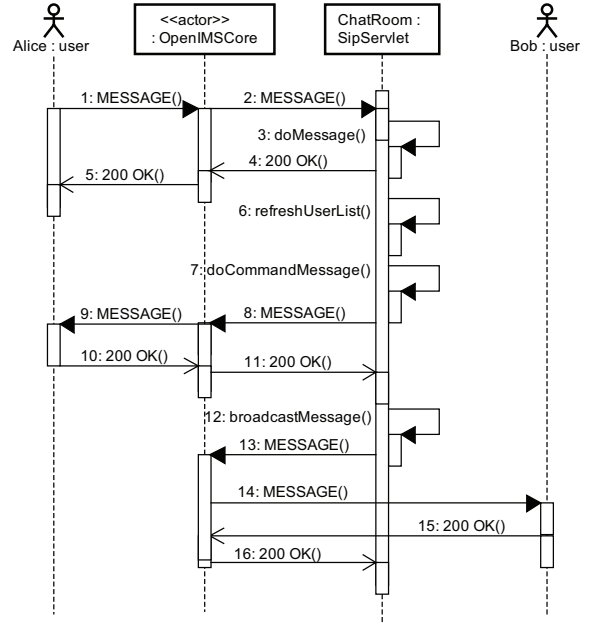 <<actor>>
: OpenIMSCore
ChatRoom :
SipServlet
Alice : user
Bob : user
1: MESSAGE()
2: MESSAGE()
3: doMessage()
4: 200 OK()
5: 200 OK()
6: refreshUserList()
7: doCommandMessage()
8: MESSAGE()
9: MESSAGE()
10: 200 OK()
11: 200 OK()
12: broadcastMessage()
13: MESSAGE()
14: MESSAGE()
15: 200 OK()
16: 200 OK()